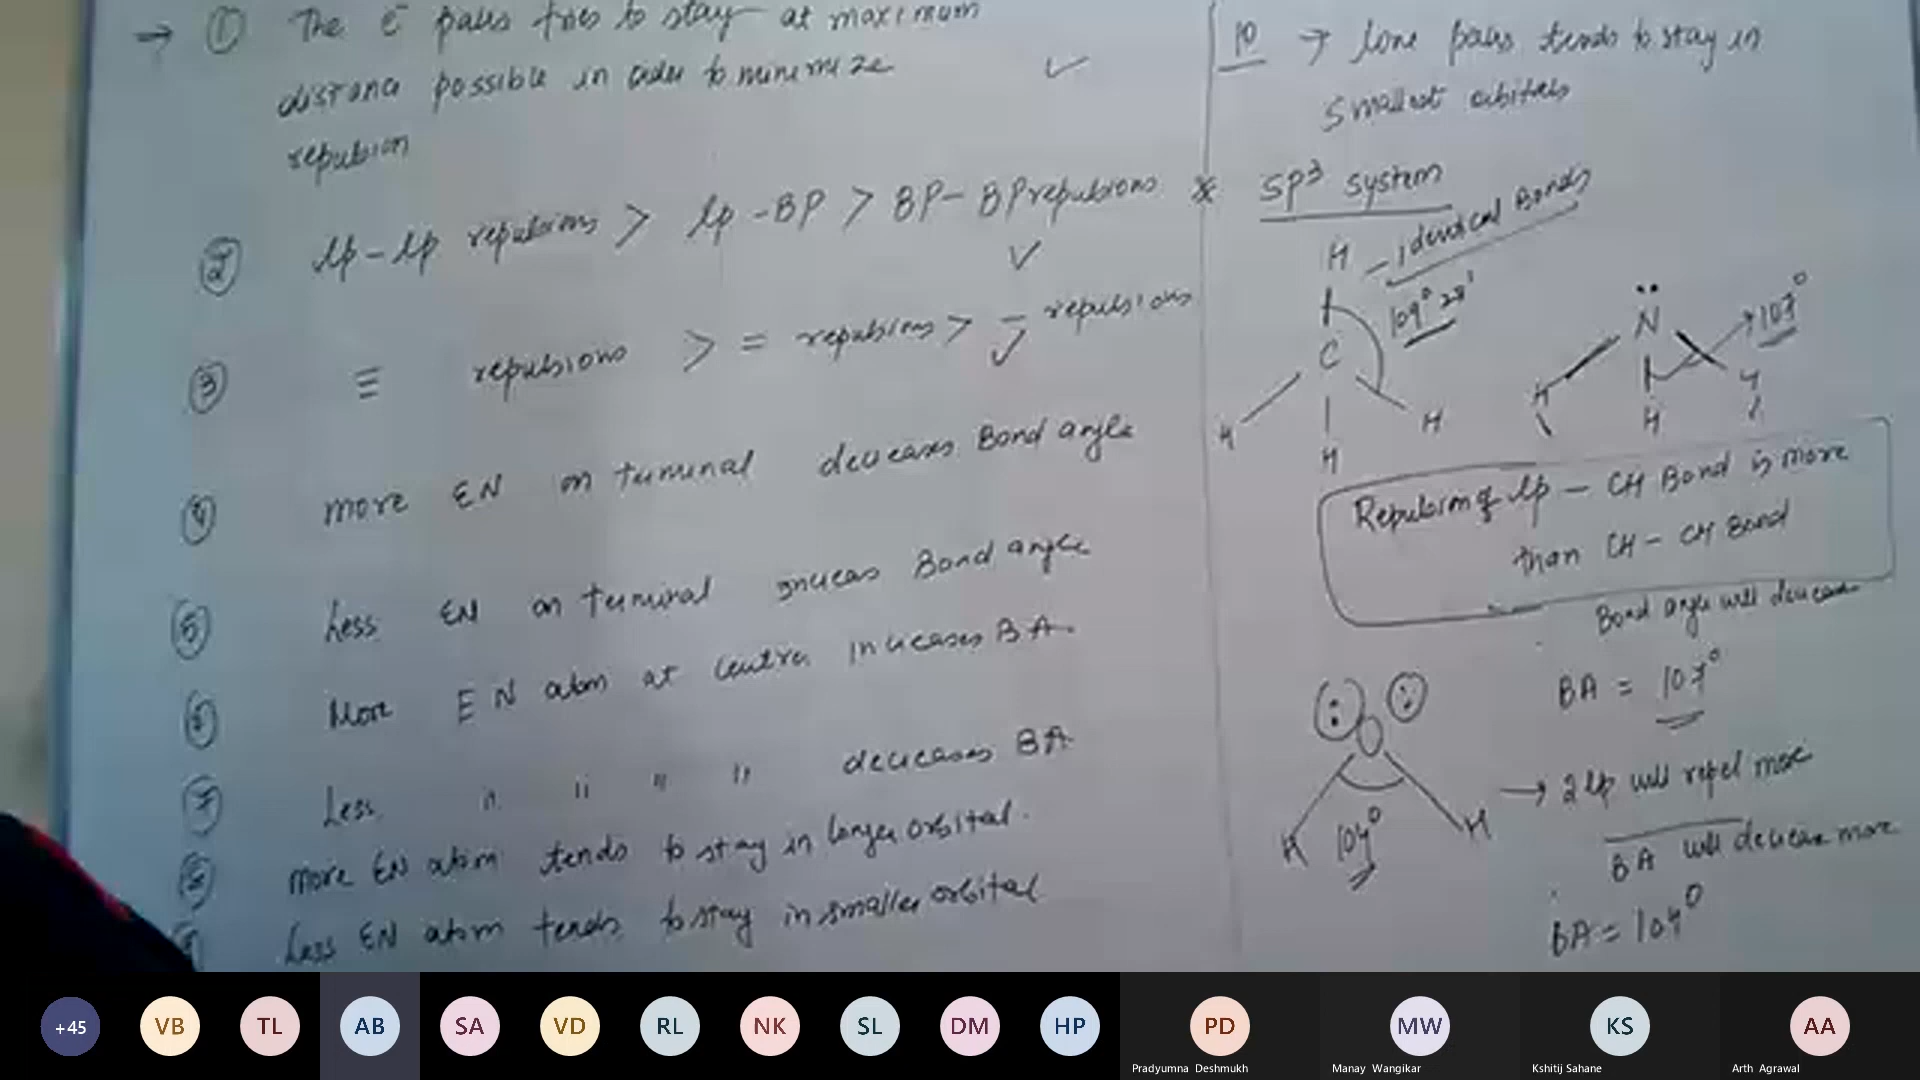 → ① The e⁻ pairs tries to stay at maximum
distance possible in order to minimize
repulsion
② lp-lp repulsions > lp-BP > BP-BP repulsions
③ ≡ repulsions > = repulsions > - repulsions
④ more EN on terminal decreases Bond angle
⑤ Less EN on terminal increas Bond angle
⑥ More EN atom at centre increases BA.
⑦ Less " " " " decreases BA
⑧ more EN atom tends to stay in larger orbital.
Less EN atom tends to stay in smaller orbital
10 → lone pairs tends to stay in
smallest orbitals
* SP³ system
H - identical Bonds
109° 28'
C
H H
H
N 107°
H H H
Repulsion of lp - CH Bond is more
than CH - CH Bond
Bond angle will decrease
BA = 107°
O
H 104° H
→ 2 lp will repel more
BA will decrease more
BA = 104°
+45 VB TL AB SA VD RL NK SL DM HP PD MW KS AA
Pradyumna Deshmukh Manay Wangikar Kshitij Sahane Arth Agrawal